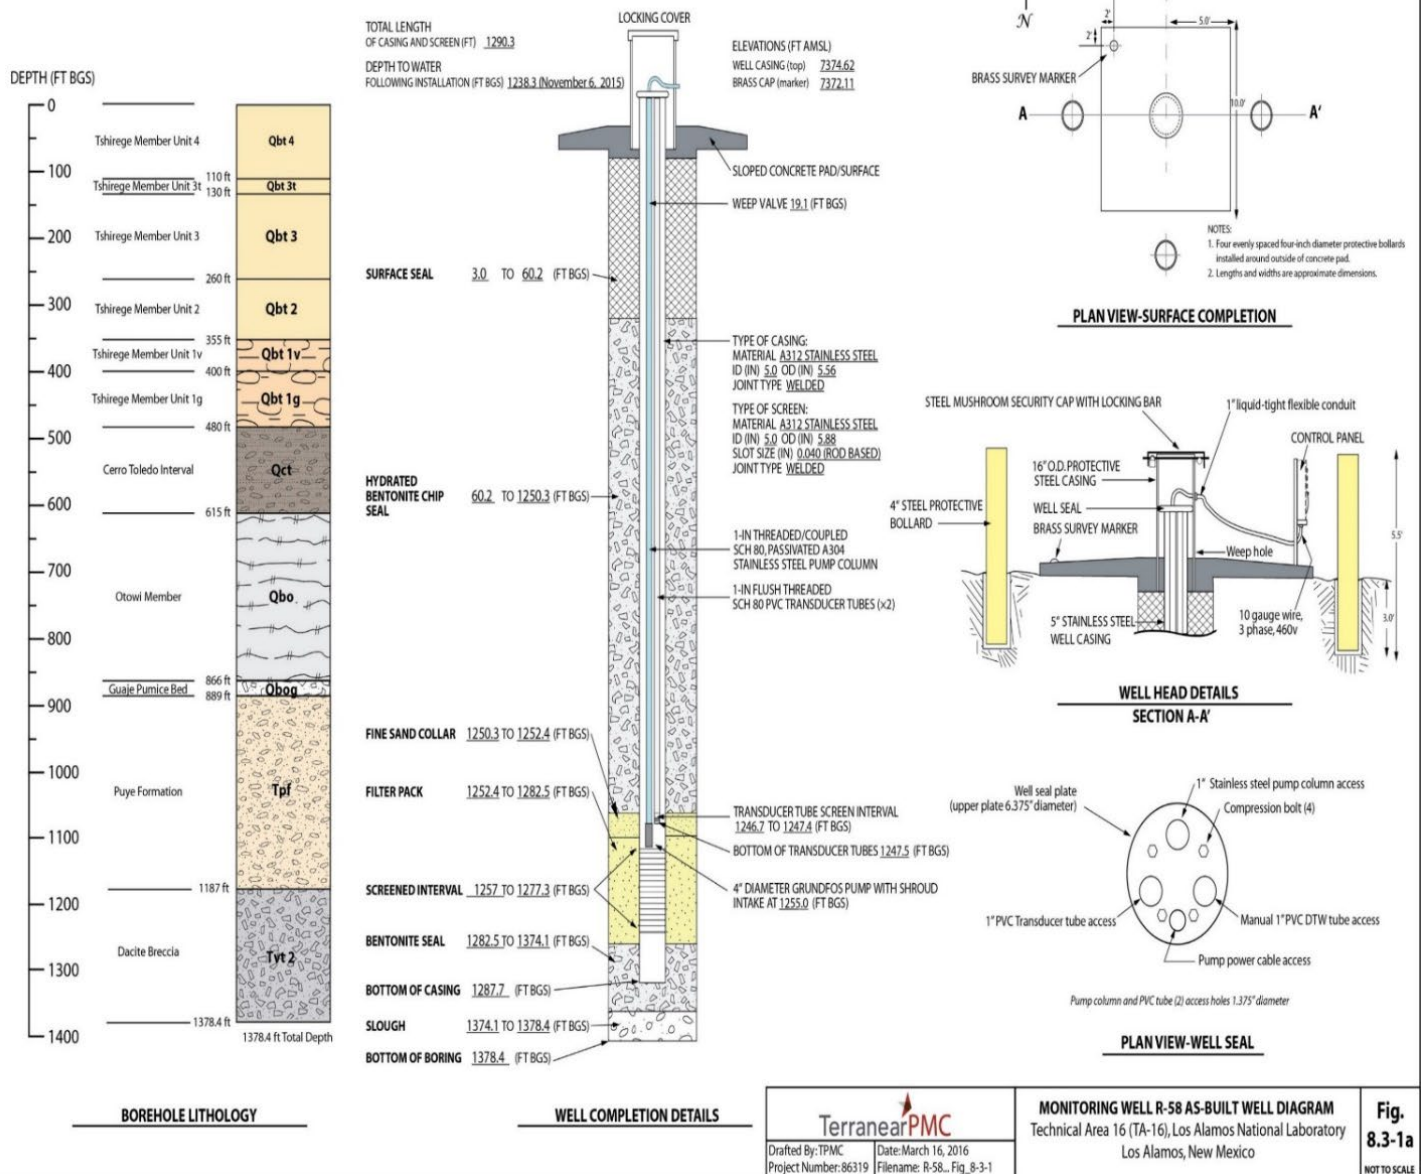 TOTAL LENGTH
OF CASING AND SCREEN (FT) 1290.3
DEPTH TO WATER
FOLLOWING INSTALLATION (FT BGS) 1238.3 (November 6, 2015)
LOCKING COVER
ELEVATIONS (FT AMSL)
WELL CASING (top) 7374.62
BRASS CAP (marker) 7372.11
DEPTH (FT BGS)
0
100
200
300
400
500
600
700
800
900
1000
1100
1200
1300
1400
Tshirege Member Unit 4
Qbt 4
110 ft
Tshirege Member Unit 3t
Qbt 3t
130 ft
Tshirege Member Unit 3
Qbt 3
260 ft
Tshirege Member Unit 2
Qbt 2
355 ft
Tshirege Member Unit 1v
Qbt 1v
400 ft
Tshirege Member Unit 1g
Qbt 1g
480 ft
Cerro Toledo Interval
Qct
615 ft
Otowi Member
Qbo
866 ft
Guaje Pumice Bed
Qbog
889 ft
Puye Formation
Tpf
1187 ft
Dacite Breccia
Tvt 2
1378.4 ft
1378.4 ft Total Depth
BOREHOLE LITHOLOGY
SLOPED CONCRETE PAD/SURFACE
WEEP VALVE 19.1 (FT BGS)
SURFACE SEAL 3.0 TO 60.2 (FT BGS)
TYPE OF CASING:
MATERIAL A312 STAINLESS STEEL
ID (IN) 5.0 OD (IN) 5.56
JOINT TYPE WELDED
TYPE OF SCREEN:
MATERIAL A312 STAINLESS STEEL
ID (IN) 5.0 OD (IN) 5.88
SLOT SIZE (IN) 0.040 (ROD BASED)
JOINT TYPE WELDED
HYDRATED
BENTONITE CHIP
SEAL
60.2 TO 1250.3 (FT BGS)
1-IN THREADED/COUPLED
SCH 80, PASSIVATED A304
STAINLESS STEEL PUMP COLUMN
1-IN FLUSH THREADED
SCH 80 PVC TRANSDUCER TUBES (×2)
FINE SAND COLLAR 1250.3 TO 1252.4 (FT BGS)
FILTER PACK 1252.4 TO 1282.5 (FT BGS)
TRANSDUCER TUBE SCREEN INTERVAL
1246.7 TO 1247.4 (FT BGS)
BOTTOM OF TRANSDUCER TUBES 1247.5 (FT BGS)
SCREENED INTERVAL 1257 TO 1277.3 (FT BGS)
4" DIAMETER GRUNDFOS PUMP WITH SHROUD
INTAKE AT 1255.0 (FT BGS)
BENTONITE SEAL 1282.5 TO 1374.1 (FT BGS)
BOTTOM OF CASING 1287.7 (FT BGS)
SLOUGH 1374.1 TO 1378.4 (FT BGS)
BOTTOM OF BORING 1378.4 (FT BGS)
WELL COMPLETION DETAILS
N
2'
5.0'
2'
BRASS SURVEY MARKER
10.0'
A
A'
NOTES:
1. Four evenly spaced four-inch diameter protective bollards
installed around outside of concrete pad.
2. Lengths and widths are approximate dimensions.
PLAN VIEW-SURFACE COMPLETION
STEEL MUSHROOM SECURITY CAP WITH LOCKING BAR
1" liquid-tight flexible conduit
CONTROL PANEL
16" O.D. PROTECTIVE
STEEL CASING
4" STEEL PROTECTIVE
BOLLARD
WELL SEAL
BRASS SURVEY MARKER
Weep hole
5.5'
3.0'
5" STAINLESS STEEL
WELL CASING
10 gauge wire,
3 phase, 460v
WELL HEAD DETAILS
SECTION A-A'
Well seal plate
(upper plate 6.375" diameter)
1" Stainless steel pump column access
Compression bolt (4)
1" PVC Transducer tube access
Manual 1" PVC DTW tube access
Pump power cable access
Pump column and PVC tube (2) access holes 1.375" diameter
PLAN VIEW-WELL SEAL
TerranearPMC
Drafted By: TPMC
Date: March 16, 2016
Project Number: 86319
Filename: R-58... Fig_8-3-1
MONITORING WELL R-58 AS-BUILT WELL DIAGRAM
Technical Area 16 (TA-16), Los Alamos National Laboratory
Los Alamos, New Mexico
Fig.
8.3-1a
NOT TO SCALE